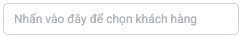 Nhấn vào đây để chọn khách hàng